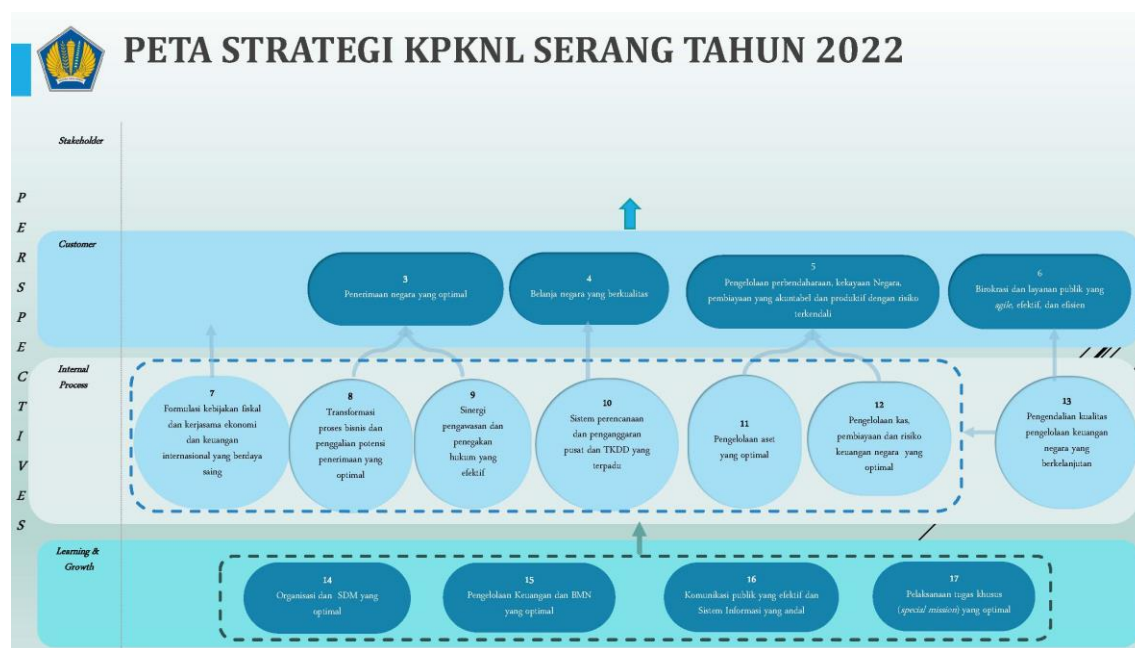 PETA STRATEGI KPKNL SERANG TAHUN 2022
Stakeholder
PERSPECTIVES
Customer
3
Penerimaan negara yang optimal
4
Belanja negara yang berkualitas
5
Pengelolaan perbendaharaan, kekayaan Negara,
pembiayaan yang akuntabel dan produktif dengan risiko
terkendali
6
Birokrasi dan layanan publik yang
agile, efektif, dan efisien
Internal
Process
7
Formulasi kebijakan fiskal
dan kerjasama ekonomi
dan keuangan
internasional yang berdaya
saing
8
Transformasi
proses bisnis dan
penggalian potensi
penerimaan yang
optimal
9
Sinergi
pengawasan dan
penegakan
hukum yang
efektif
10
Sistem perencanaan
dan penganggaran
pusat dan TKDD yang
terpadu
11
Pengelolaan aset
yang optimal
12
Pengelolaan kas,
pembiayaan dan risiko
keuangan negara yang
optimal
13
Pengendalian kualitas
pengelolaan keuangan
negara yang
berkelanjutan
Learning &
Growth
14
Organisasi dan SDM yang
optimal
15
Pengelolaan Keuangan dan BMN
yang optimal
16
Komunikasi publik yang efektif dan
Sistem Informasi yang andal
17
Pelaksanaan tugas khusus
(special mission) yang optimal